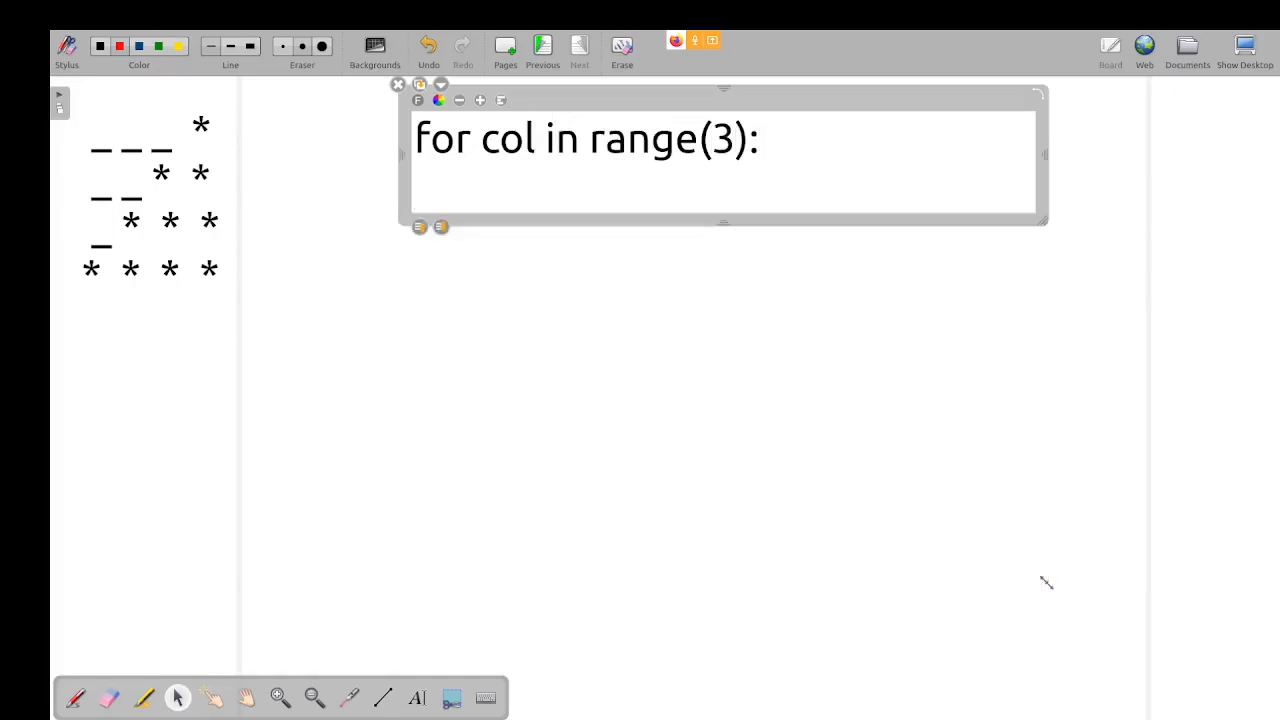 Stylus
Color
Line
Eraser
Backgrounds
Undo
Redo
Pages
Previous
Next
Erase
Board
Web
Documents
Show Desktop
_ _ _ *
_ _ * *
_ * * *
* * * *
for col in range(3):